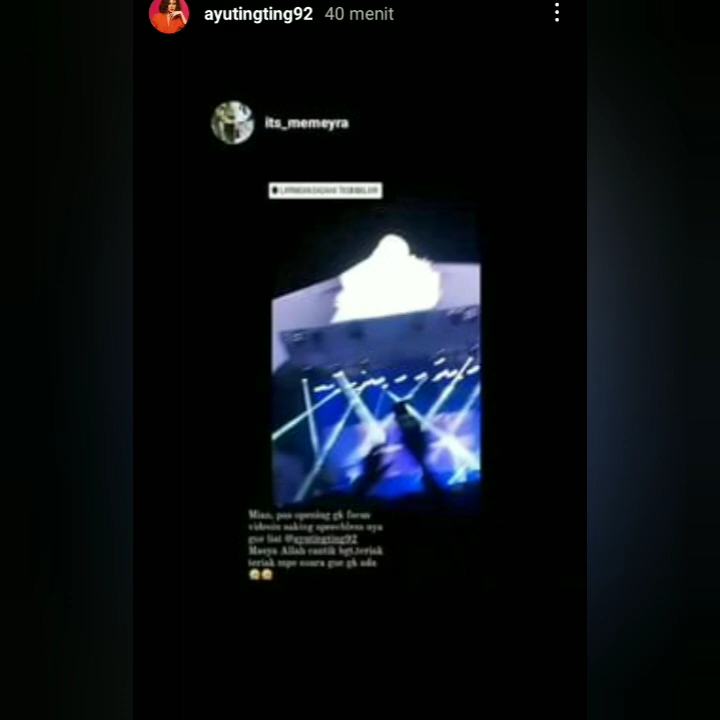 ayutingting92 40 menit
its_memeyra
Mian, pas opening gk focus
videoin saking speechless nya
gue liat @ayutingting92
Masya Allah cantik bgt,teriak
teriak mpe suara gue gk ada